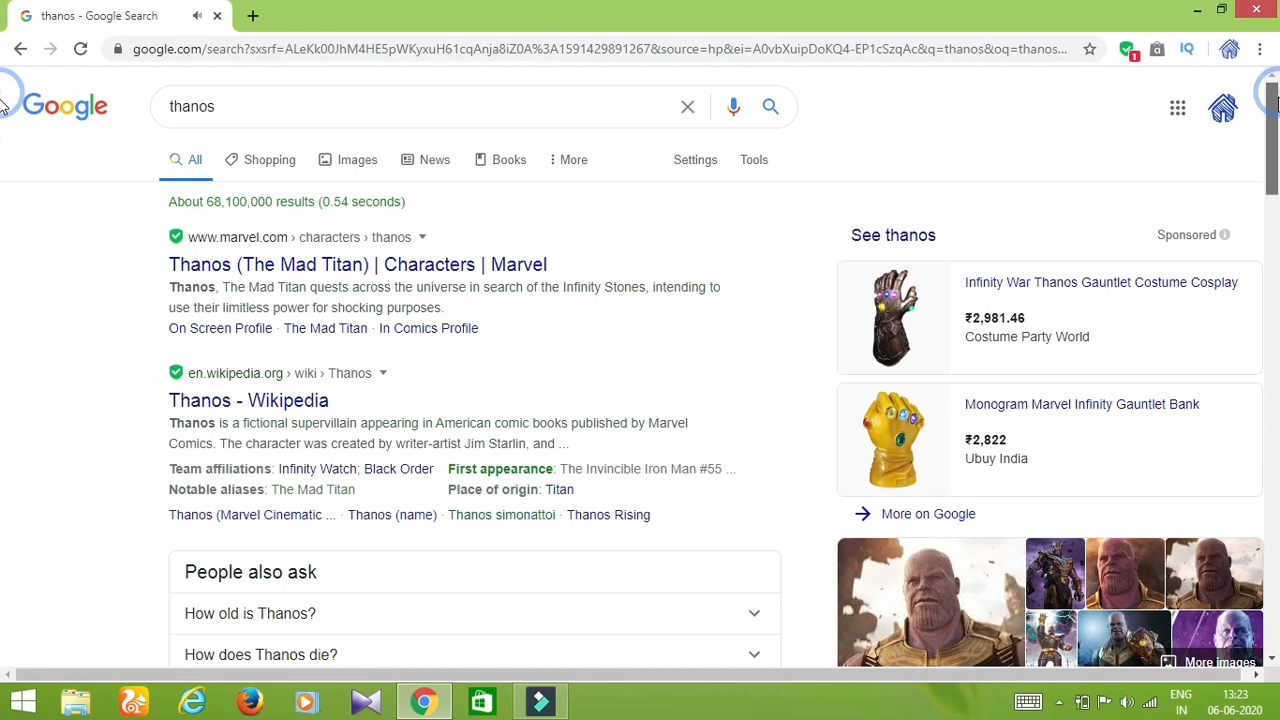 thanos - Google Search
google.com/search?sxsrf=ALeKk00JhM4HE5pWKyxuH61cqAnja8iZ0A%3A1591429891267&source=hp&ei=A0vbXuipDoKQ4-EP1cSzqAc&q=thanos&oq=thanos...
1
IQ
Google
thanos
All
Shopping
Images
News
Books
More
Settings
Tools
About 68,100,000 results (0.54 seconds)
www.marvel.com › characters › thanos
Thanos (The Mad Titan) | Characters | Marvel
Thanos, The Mad Titan quests across the universe in search of the Infinity Stones, intending to
use their limitless power for shocking purposes.
On Screen Profile · The Mad Titan · In Comics Profile
en.wikipedia.org › wiki › Thanos
Thanos - Wikipedia
Thanos is a fictional supervillain appearing in American comic books published by Marvel
Comics. The character was created by writer-artist Jim Starlin, and ...
Team affiliations: Infinity Watch; Black Order
First appearance: The Invincible Iron Man #55 ...
Notable aliases: The Mad Titan
Place of origin: Titan
Thanos (Marvel Cinematic ... · Thanos (name) · Thanos simonattoi · Thanos Rising
People also ask
How old is Thanos?
How does Thanos die?
See thanos
Sponsored
Infinity War Thanos Gauntlet Costume Cosplay
₹2,981.46
Costume Party World
Monogram Marvel Infinity Gauntlet Bank
₹2,822
Ubuy India
More on Google
More images
ENG
IN
13:23
06-06-2020